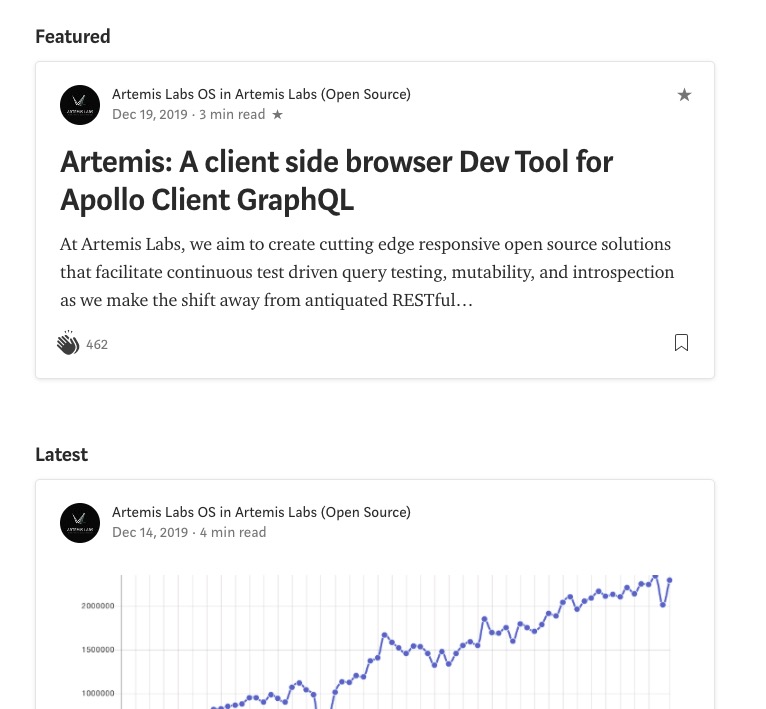 Featured
Artemis Labs OS in Artemis Labs (Open Source)
Dec 19, 2019 · 3 min read ★
Artemis: A client side browser Dev Tool for
Apollo Client GraphQL
At Artemis Labs, we aim to create cutting edge responsive open source solutions
that facilitate continuous test driven query testing, mutability, and introspection
as we make the shift away from antiquated RESTful…
462
Latest
Artemis Labs OS in Artemis Labs (Open Source)
Dec 14, 2019 · 4 min read
2000000
1500000
1000000